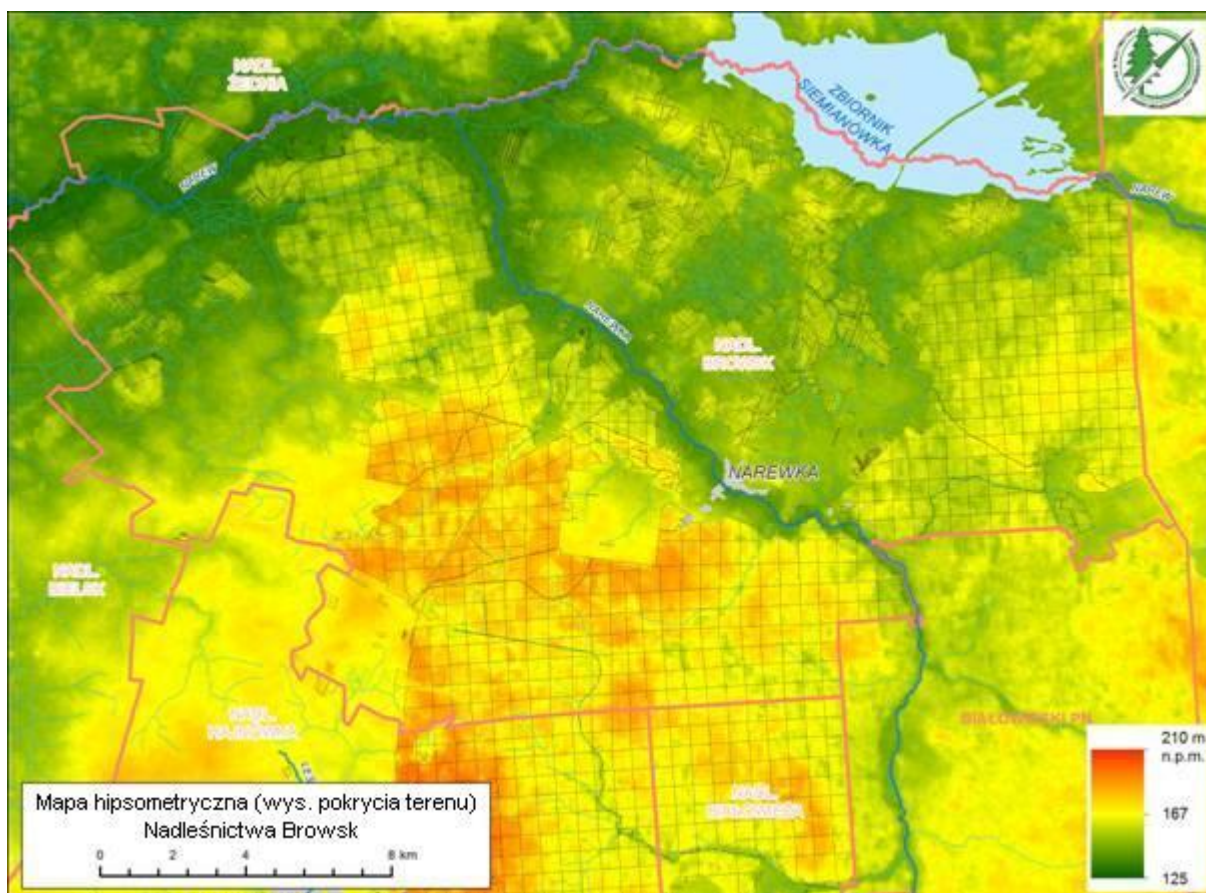 NADL.
ŻEDNIA
ZBIORNIK
SIEMIANÓWKA
NAREW
NAREW
NAREWKA
NADL.
BROWSK
NAREWKA
NADL.
BIELSK
NADL.
HAJNÓWKA
BIAŁOWIESKI PN
NADL.
BIAŁOWIEŻA
210 m
n.p.m.
167
125
Mapa hipsometryczna (wys. pokrycia terenu)
Nadleśnictwa Browsk
0 2 4 8 km